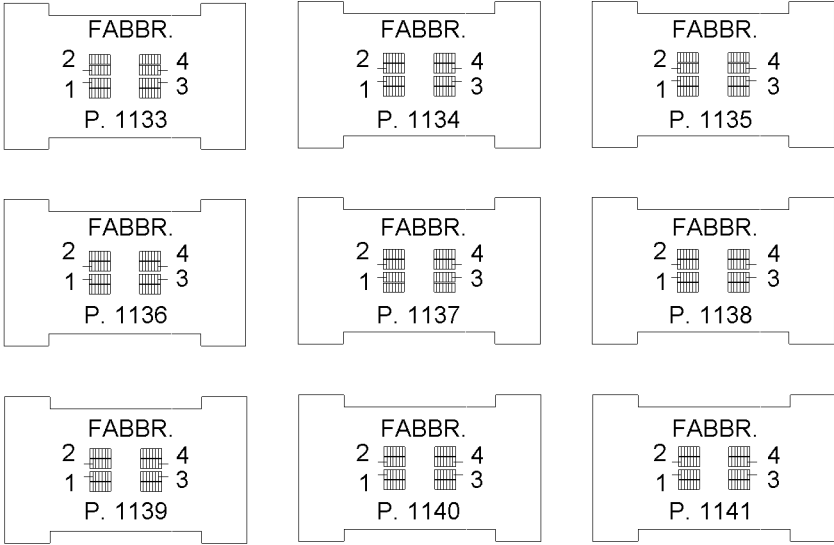 FABBR.
2 4
1 3
P. 1133
FABBR.
2 4
1 3
P. 1134
FABBR.
2 4
1 3
P. 1135
FABBR.
2 4
1 3
P. 1136
FABBR.
2 4
1 3
P. 1137
FABBR.
2 4
1 3
P. 1138
FABBR.
2 4
1 3
P. 1139
FABBR.
2 4
1 3
P. 1140
FABBR.
2 4
1 3
P. 1141